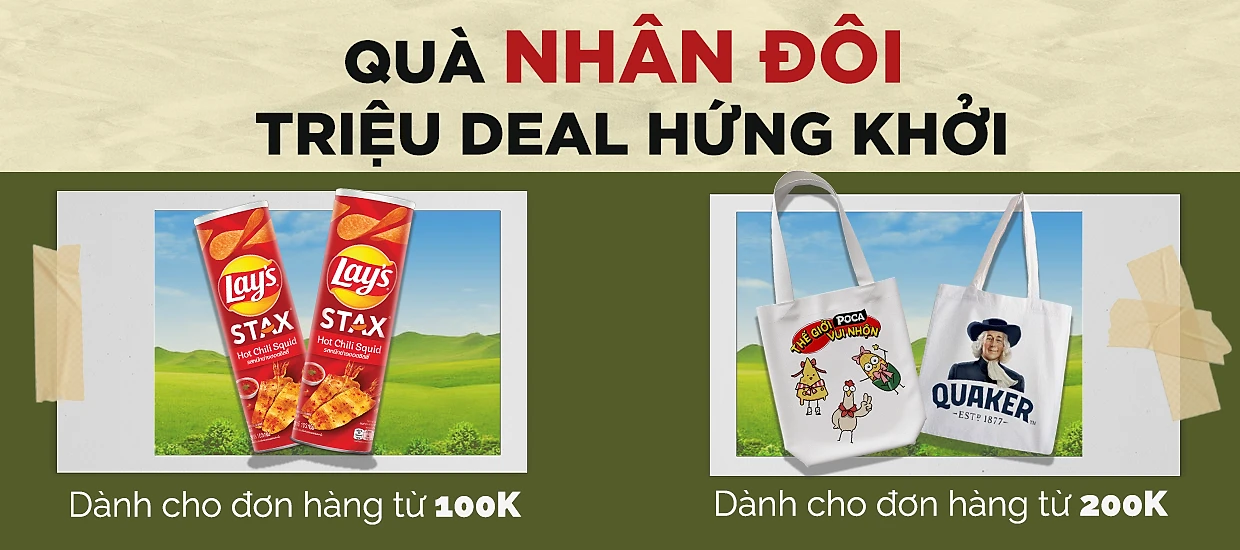 QUÀ NHÂN ĐÔI
TRIỆU DEAL HỨNG KHỞI
Lay's
STAX
Hot Chili Squid
Lay's
STAX
Hot Chili Squid
THẾ GIỚI POCA
VUI NHỘN
QUAKER
-ESTD 1877-
Dành cho đơn hàng từ 100K
Dành cho đơn hàng từ 200K